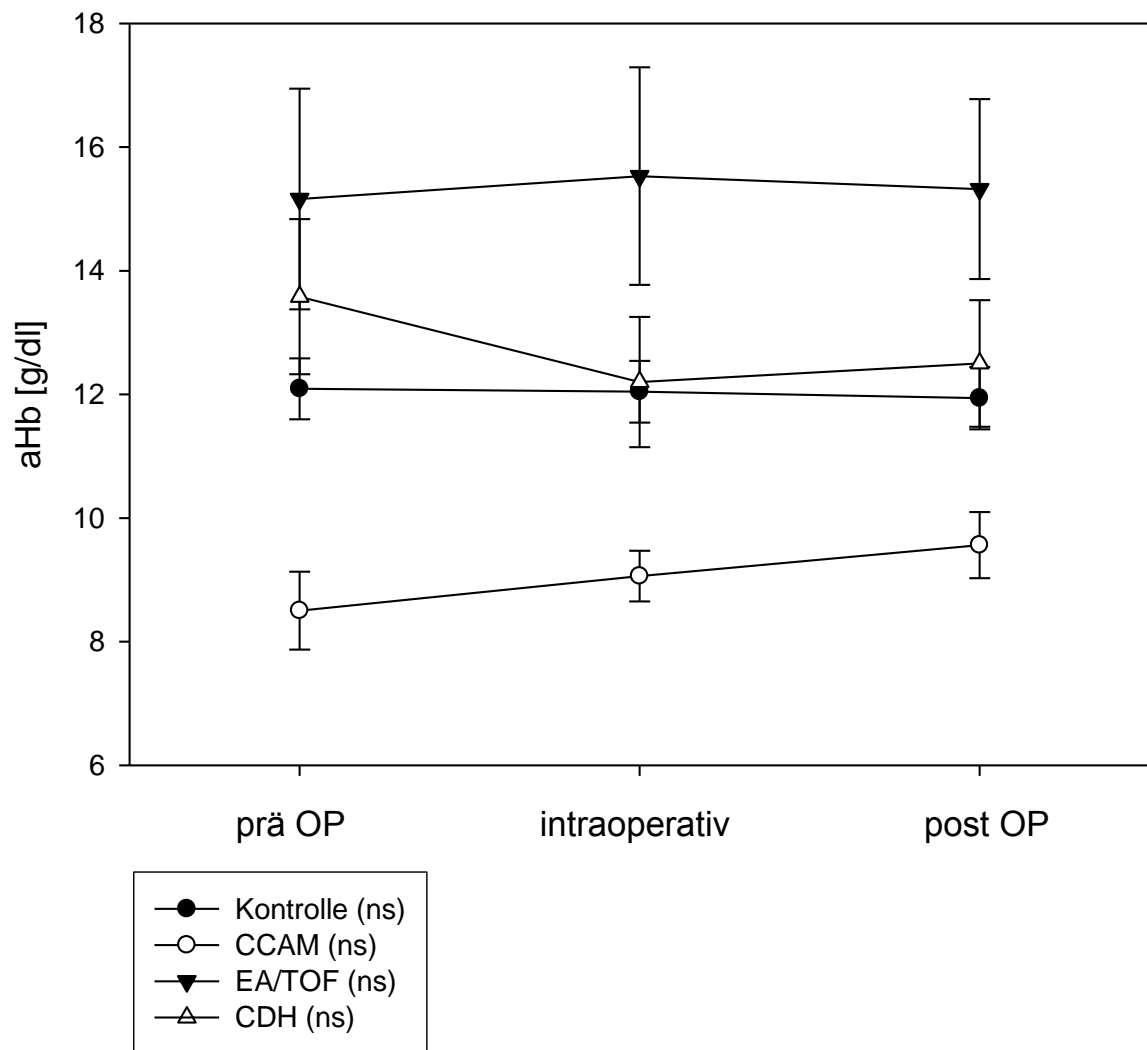 18
16
14
12
10
8
6
aHb [g/dl]
prä OP intraoperativ post OP
Kontrolle (ns)
CCAM (ns)
EA/TOF (ns)
CDH (ns)